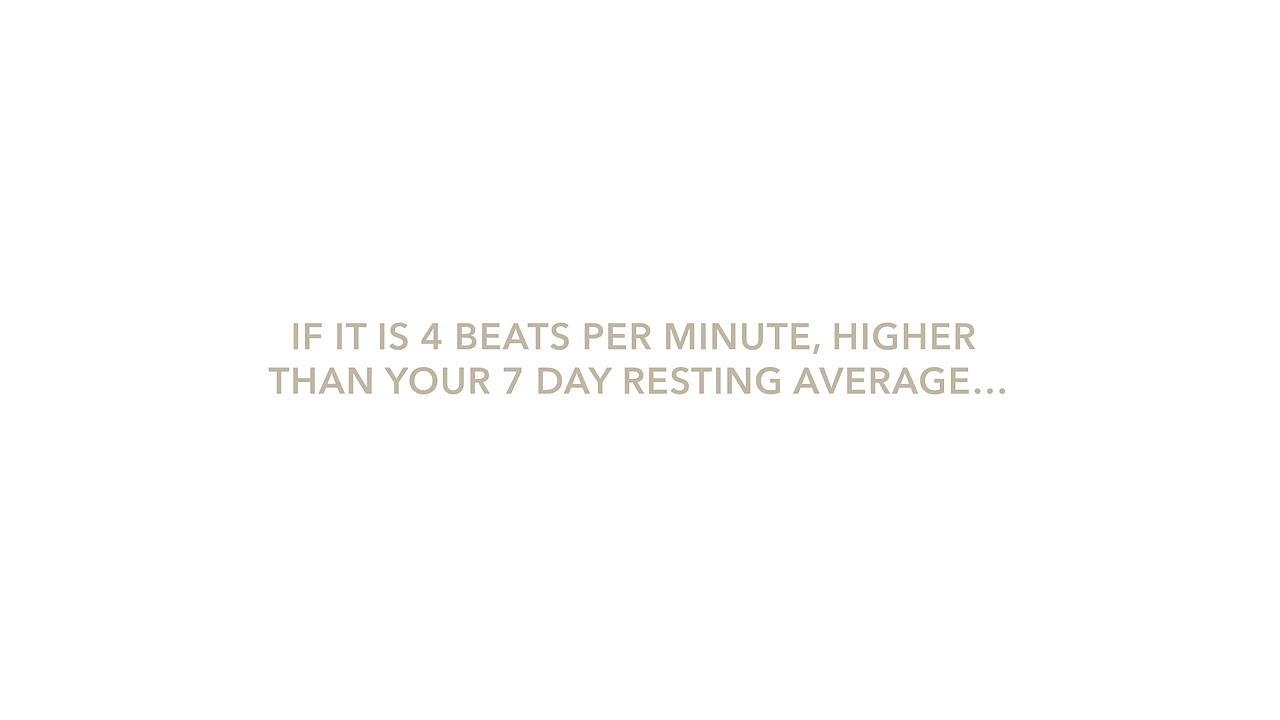 IF IT IS 4 BEATS PER MINUTE, HIGHER
THAN YOUR 7 DAY RESTING AVERAGE...